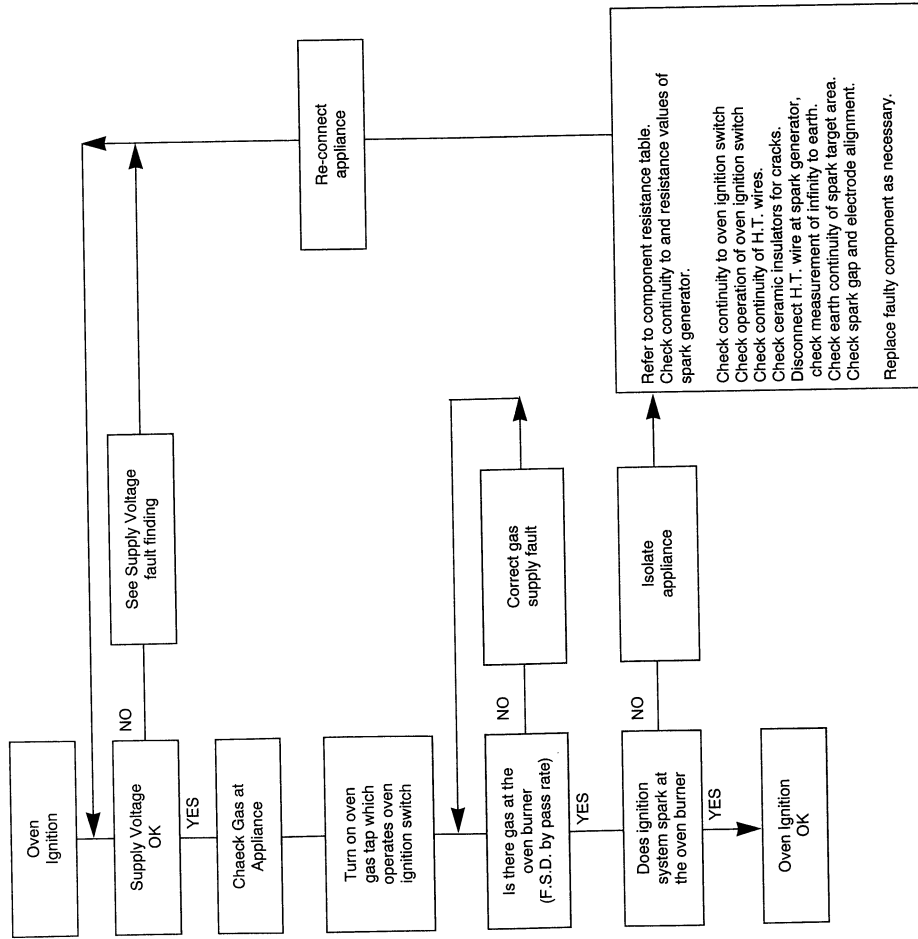 Oven
Ignition
Supply Voltage
OK
NO
See Supply Voltage
fault finding
YES
Chaeck Gas at
Appliance
Turn on oven
gas tap which
operates oven
ignition switch
Is there gas at the
oven burner
(F.S.D. by pass rate)
NO
Correct gas
supply fault
YES
Does ignition
system spark at
the oven burner
NO
Isolate
appliance
YES
Oven Ignition
OK
Re-connect
appliance
Refer to component resistance table.
Check continuity to and resistance values of
spark generator.
Check continuity to oven ignition switch
Check operation of oven ignition switch
Check continuity of H.T. wires.
Check ceramic insulators for cracks.
Disconnect H.T. wire at spark generator,
check measurement of infinity to earth.
Check earth continuity of spark target area.
Check spark gap and electrode alignment.
Replace faulty component as necessary.